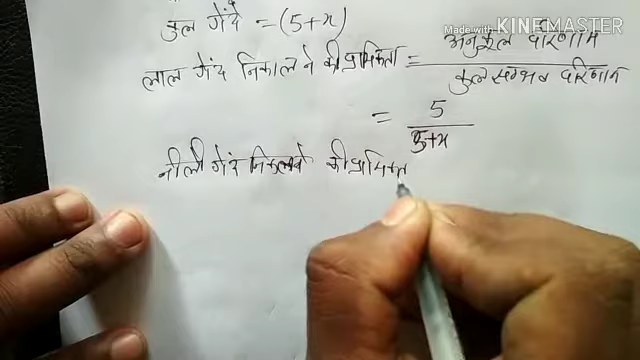 Made with KINEMASTER
कुल गेंदे = (5+x)
लाल गेंद निकालने की प्रायिकता = अनुकूल परिणाम / कुल सम्भव परिणाम
= 5 / 5+x
नीली गेंद निकलने की प्रायिकत